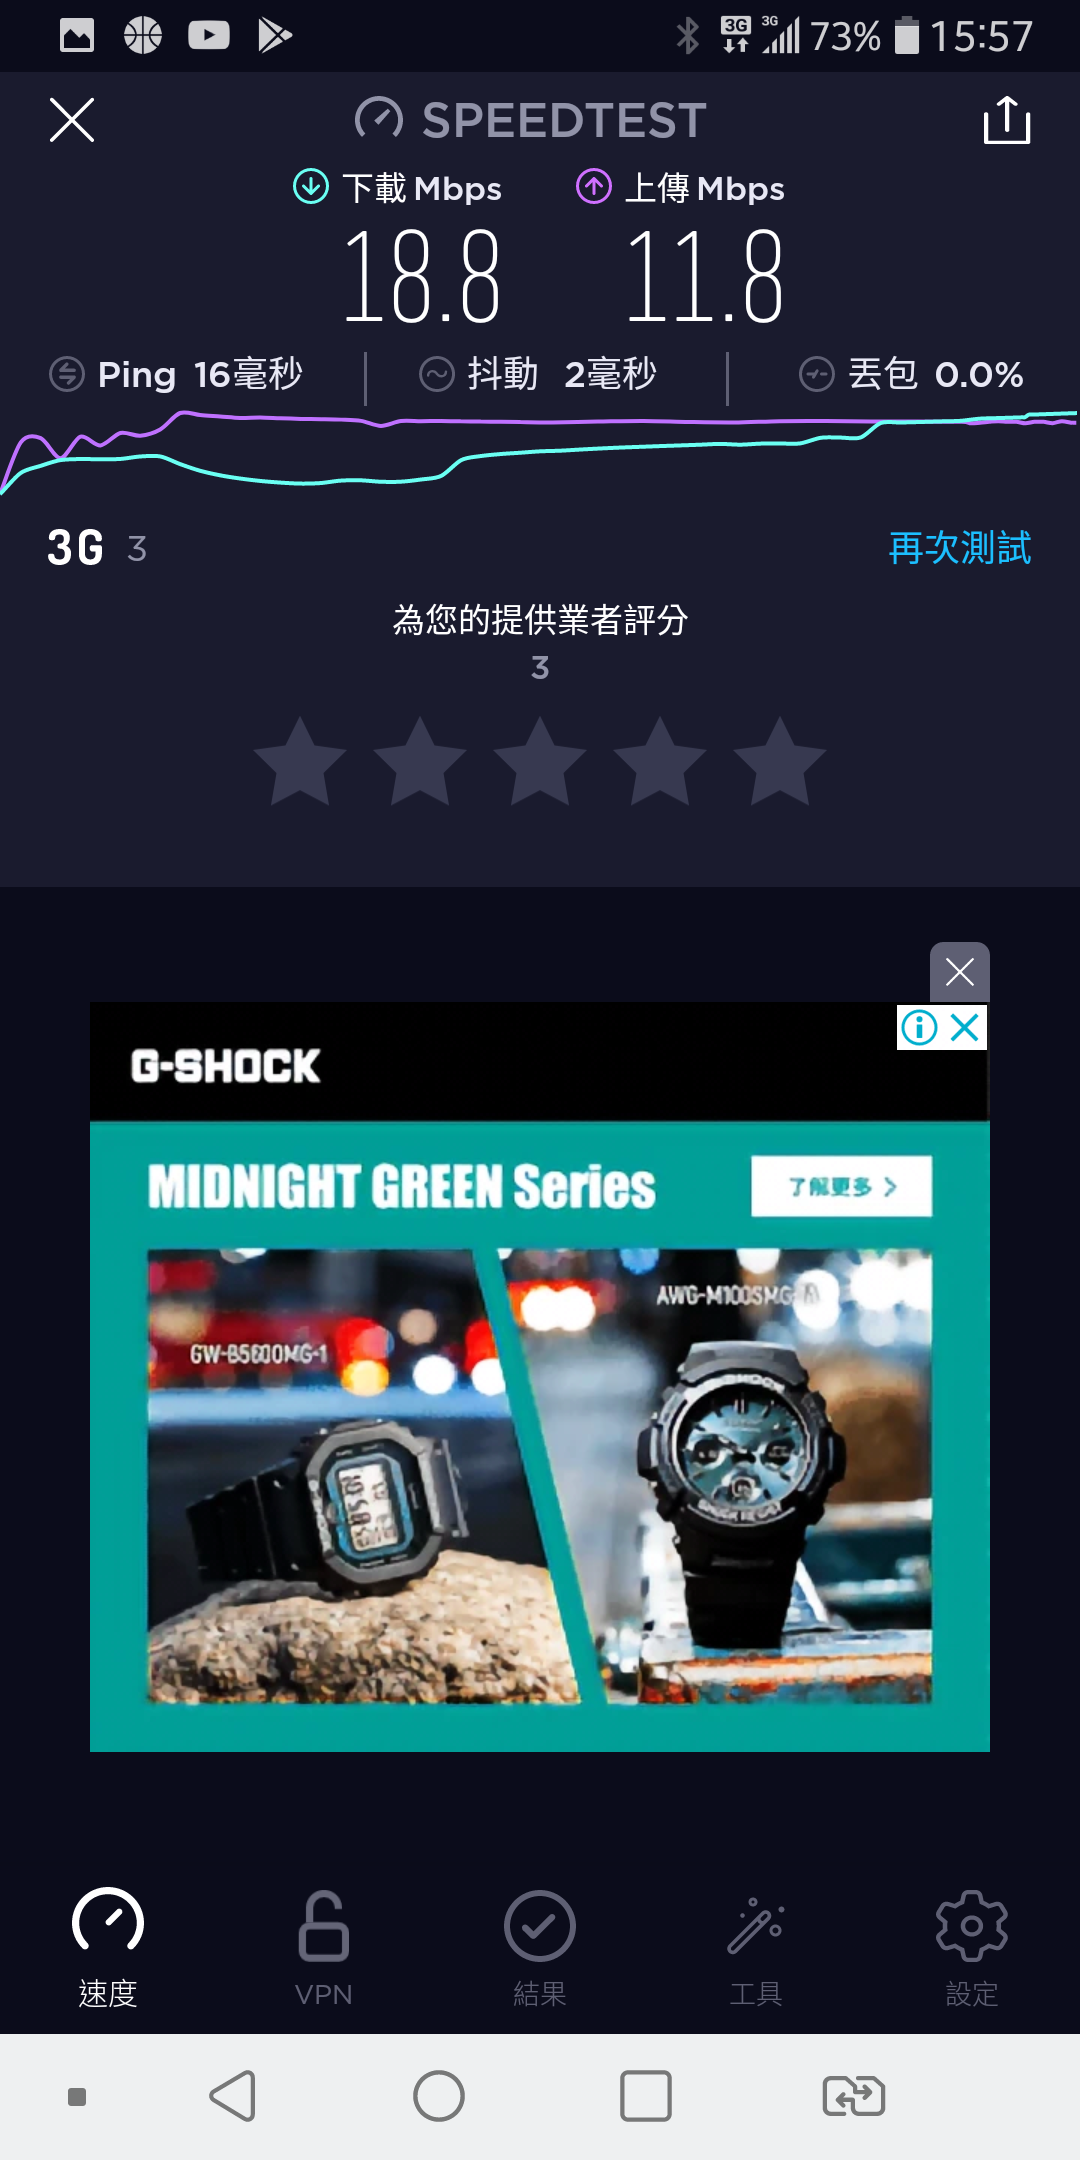 3G 3G 73% 15:57
SPEEDTEST
下載 Mbps 上傳 Mbps
18.8 11.8
Ping 16毫秒 抖動 2毫秒 丟包 0.0%
3G 3 再次測試
為您的提供業者評分
3
G-SHOCK
MIDNIGHT GREEN Series 了解更多
GW-B5600MG-1
速度 VPN 結果 工具 設定